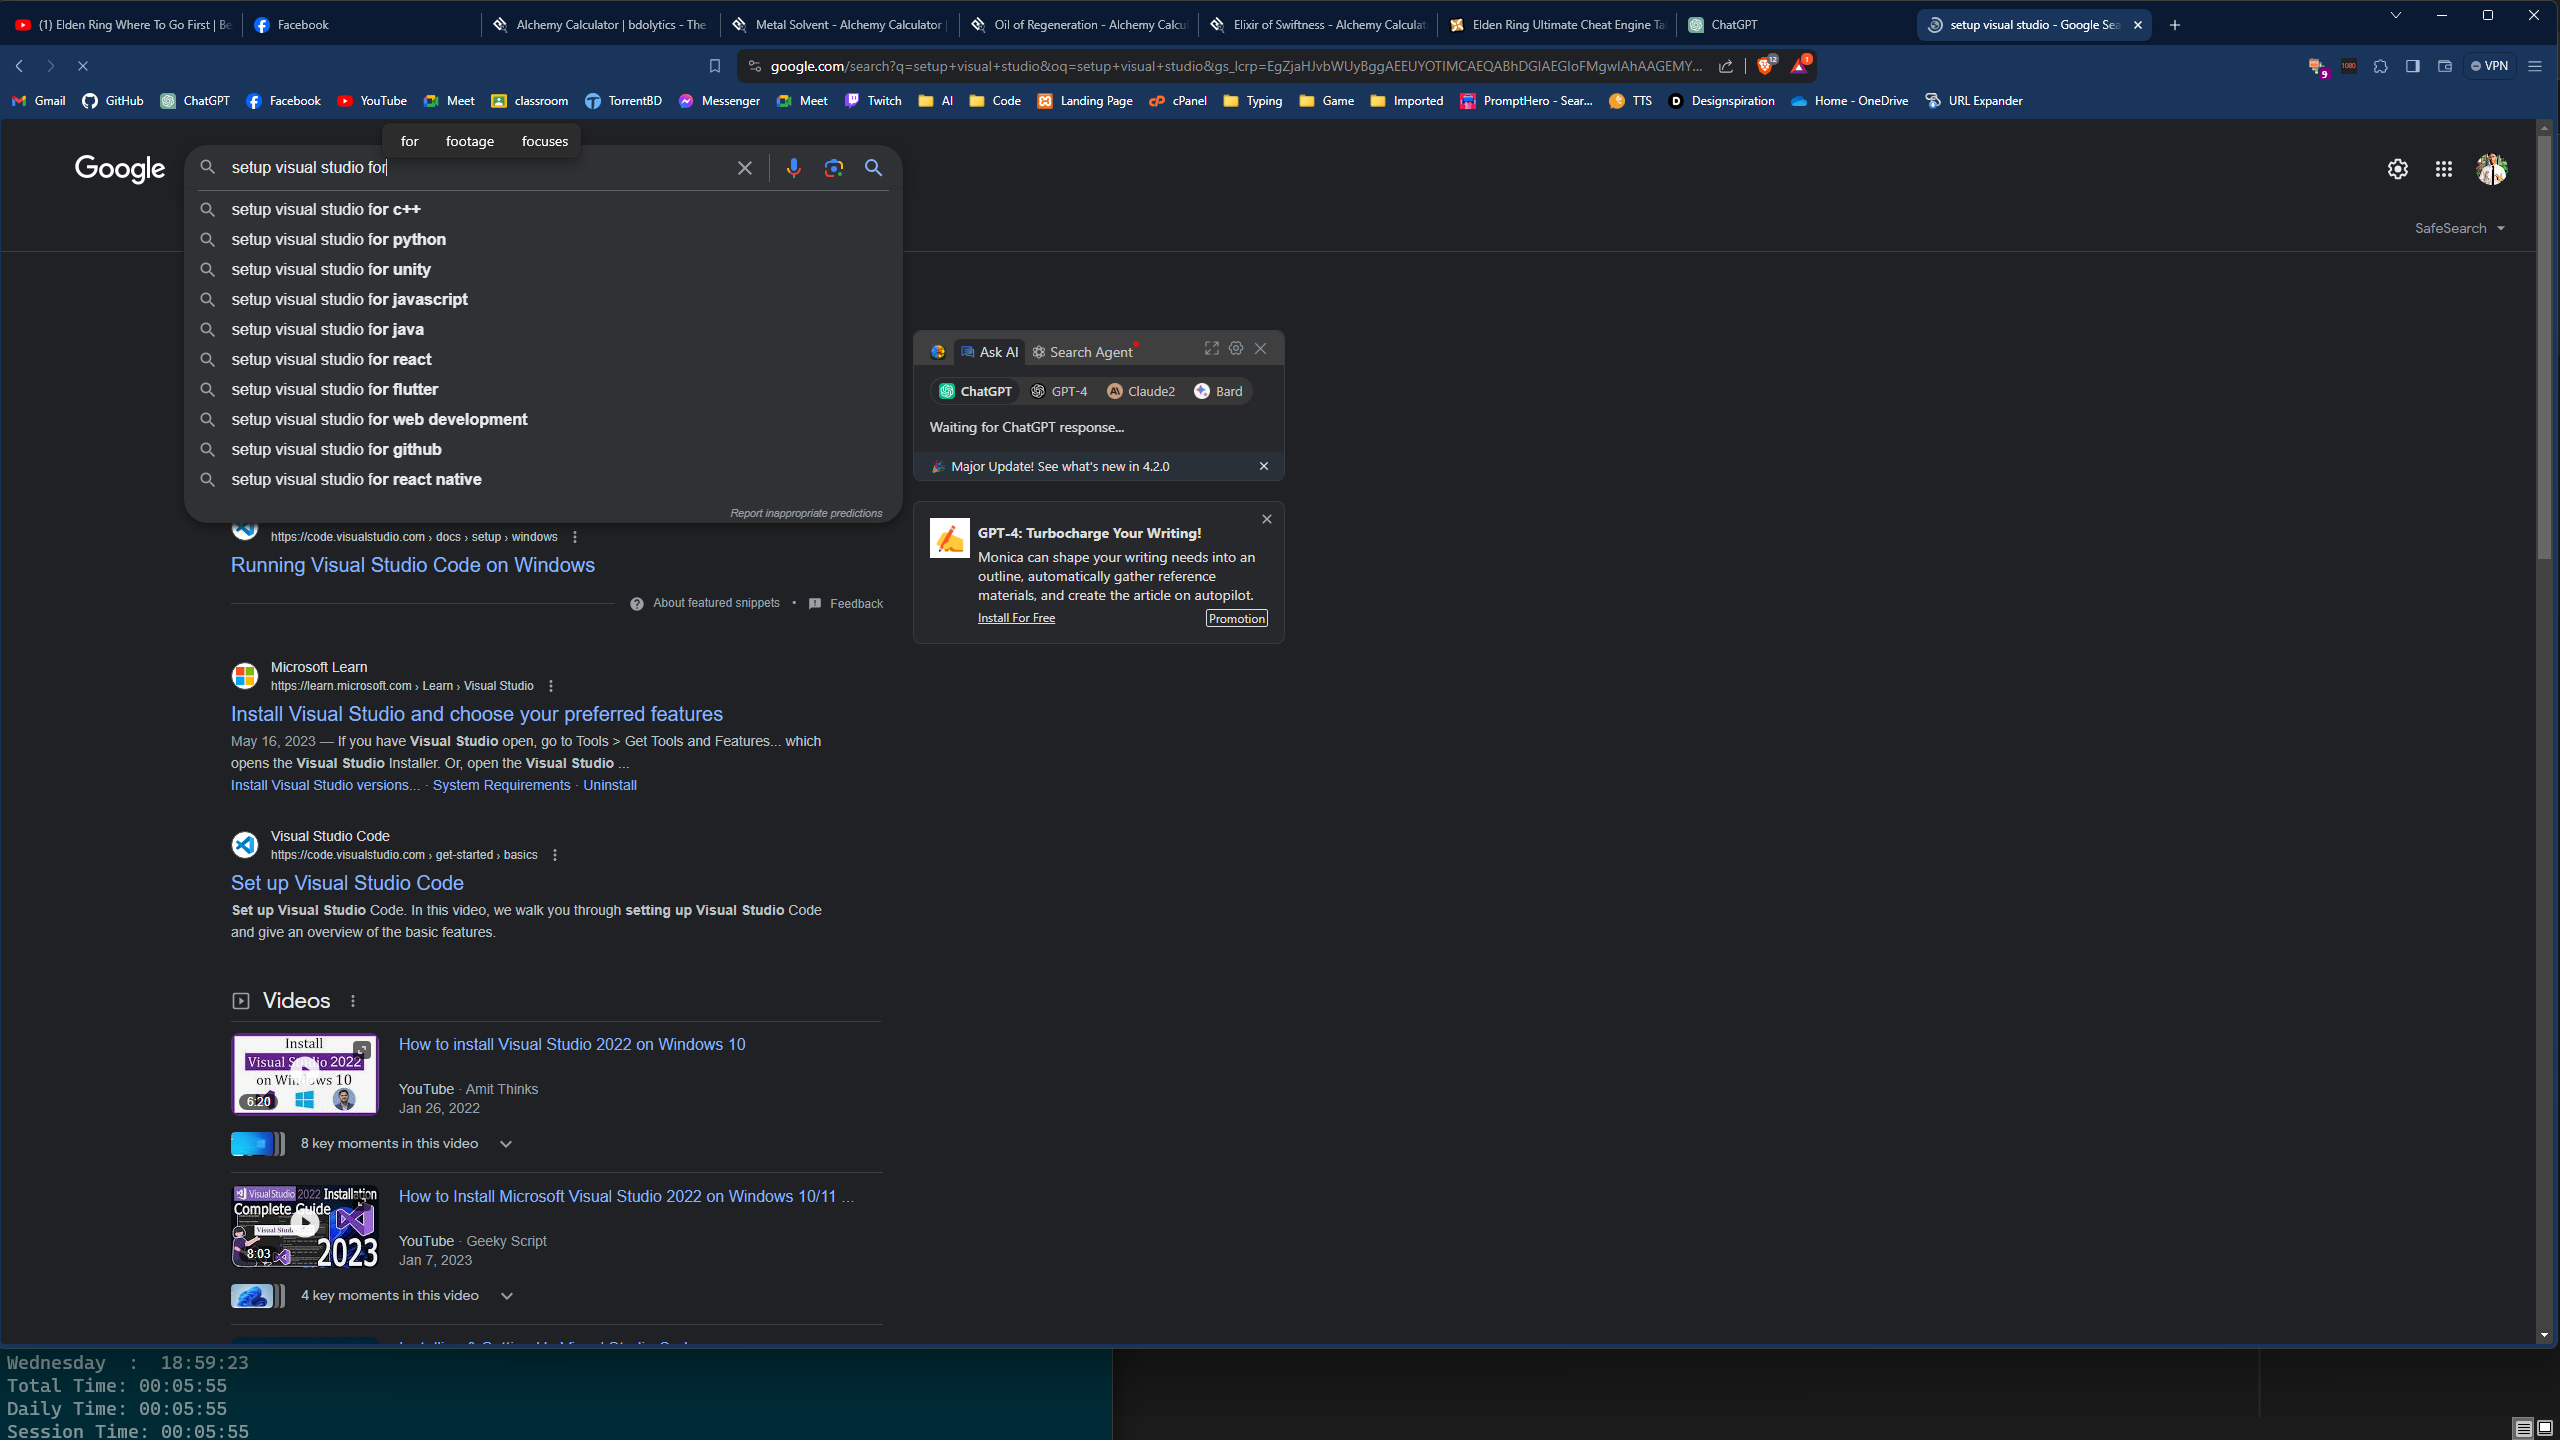 (1) Elden Ring Where To Go First | Be
Facebook
Alchemy Calculator | bdolytics - The
Metal Solvent - Alchemy Calculator |
Oil of Regeneration - Alchemy Calcu
Elixir of Swiftness - Alchemy Calculat
Elden Ring Ultimate Cheat Engine Ta
ChatGPT
setup visual studio - Google Sea
google.com/search?q=setup+visual+studio&oq=setup+visual+studio&gs_lcrp=EgZjaHJvbWUyBggAEEUYOTIMCAEQABhDGIAEGIoFMgwIAhAAGEMY...
12
1
9
1080
VPN
Gmail
GitHub
ChatGPT
Facebook
YouTube
Meet
classroom
TorrentBD
Messenger
Meet
Twitch
AI
Code
Landing Page
cPanel
Typing
Game
Imported
PromptHero - Sear...
TTS
Designspiration
Home - OneDrive
URL Expander
for footage focuses
Google
setup visual studio for
setup visual studio for c++
setup visual studio for python
setup visual studio for unity
setup visual studio for javascript
setup visual studio for java
setup visual studio for react
setup visual studio for flutter
setup visual studio for web development
setup visual studio for github
setup visual studio for react native
Report inappropriate predictions
SafeSearch
Ask AI
Search Agent
ChatGPT
GPT-4
Claude2
Bard
Waiting for ChatGPT response...
Major Update! See what's new in 4.2.0
GPT-4: Turbocharge Your Writing!
Monica can shape your writing needs into an
outline, automatically gather reference
materials, and create the article on autopilot.
Install For Free
Promotion
https://code.visualstudio.com › docs › setup › windows
Running Visual Studio Code on Windows
About featured snippets • Feedback
Microsoft Learn
https://learn.microsoft.com › Learn › Visual Studio
Install Visual Studio and choose your preferred features
May 16, 2023 — If you have Visual Studio open, go to Tools > Get Tools and Features... which
opens the Visual Studio Installer. Or, open the Visual Studio ...
Install Visual Studio versions... · System Requirements · Uninstall
Visual Studio Code
https://code.visualstudio.com › get-started › basics
Set up Visual Studio Code
Set up Visual Studio Code. In this video, we walk you through setting up Visual Studio Code
and give an overview of the basic features.
Videos
Install
Visual Studio 2022
on Windows 10
6:20
How to install Visual Studio 2022 on Windows 10
YouTube · Amit Thinks
Jan 26, 2022
8 key moments in this video
Visual Studio 2022 Installation
Complete Guide
2023
8:03
How to Install Microsoft Visual Studio 2022 on Windows 10/11 ...
YouTube · Geeky Script
Jan 7, 2023
4 key moments in this video
Wednesday : 18:59:23
Total Time: 00:05:55
Daily Time: 00:05:55
Session Time: 00:05:55